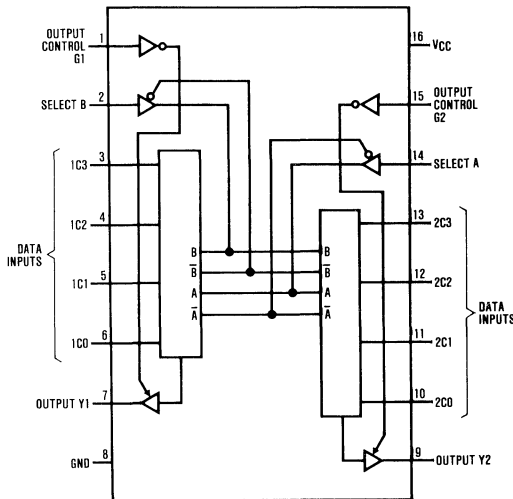 OUTPUT
CONTROL
G1
1
SELECT B
2
1C3
3
1C2
4
DATA
INPUTS
1C1
5
1C0
6
OUTPUT Y1
7
GND
8
B
B̅
A
A̅
B
B̅
A
A̅
16
VCC
15
OUTPUT
CONTROL
G2
14
SELECT A
13
2C3
12
2C2
DATA
INPUTS
11
2C1
10
2C0
9
OUTPUT Y2